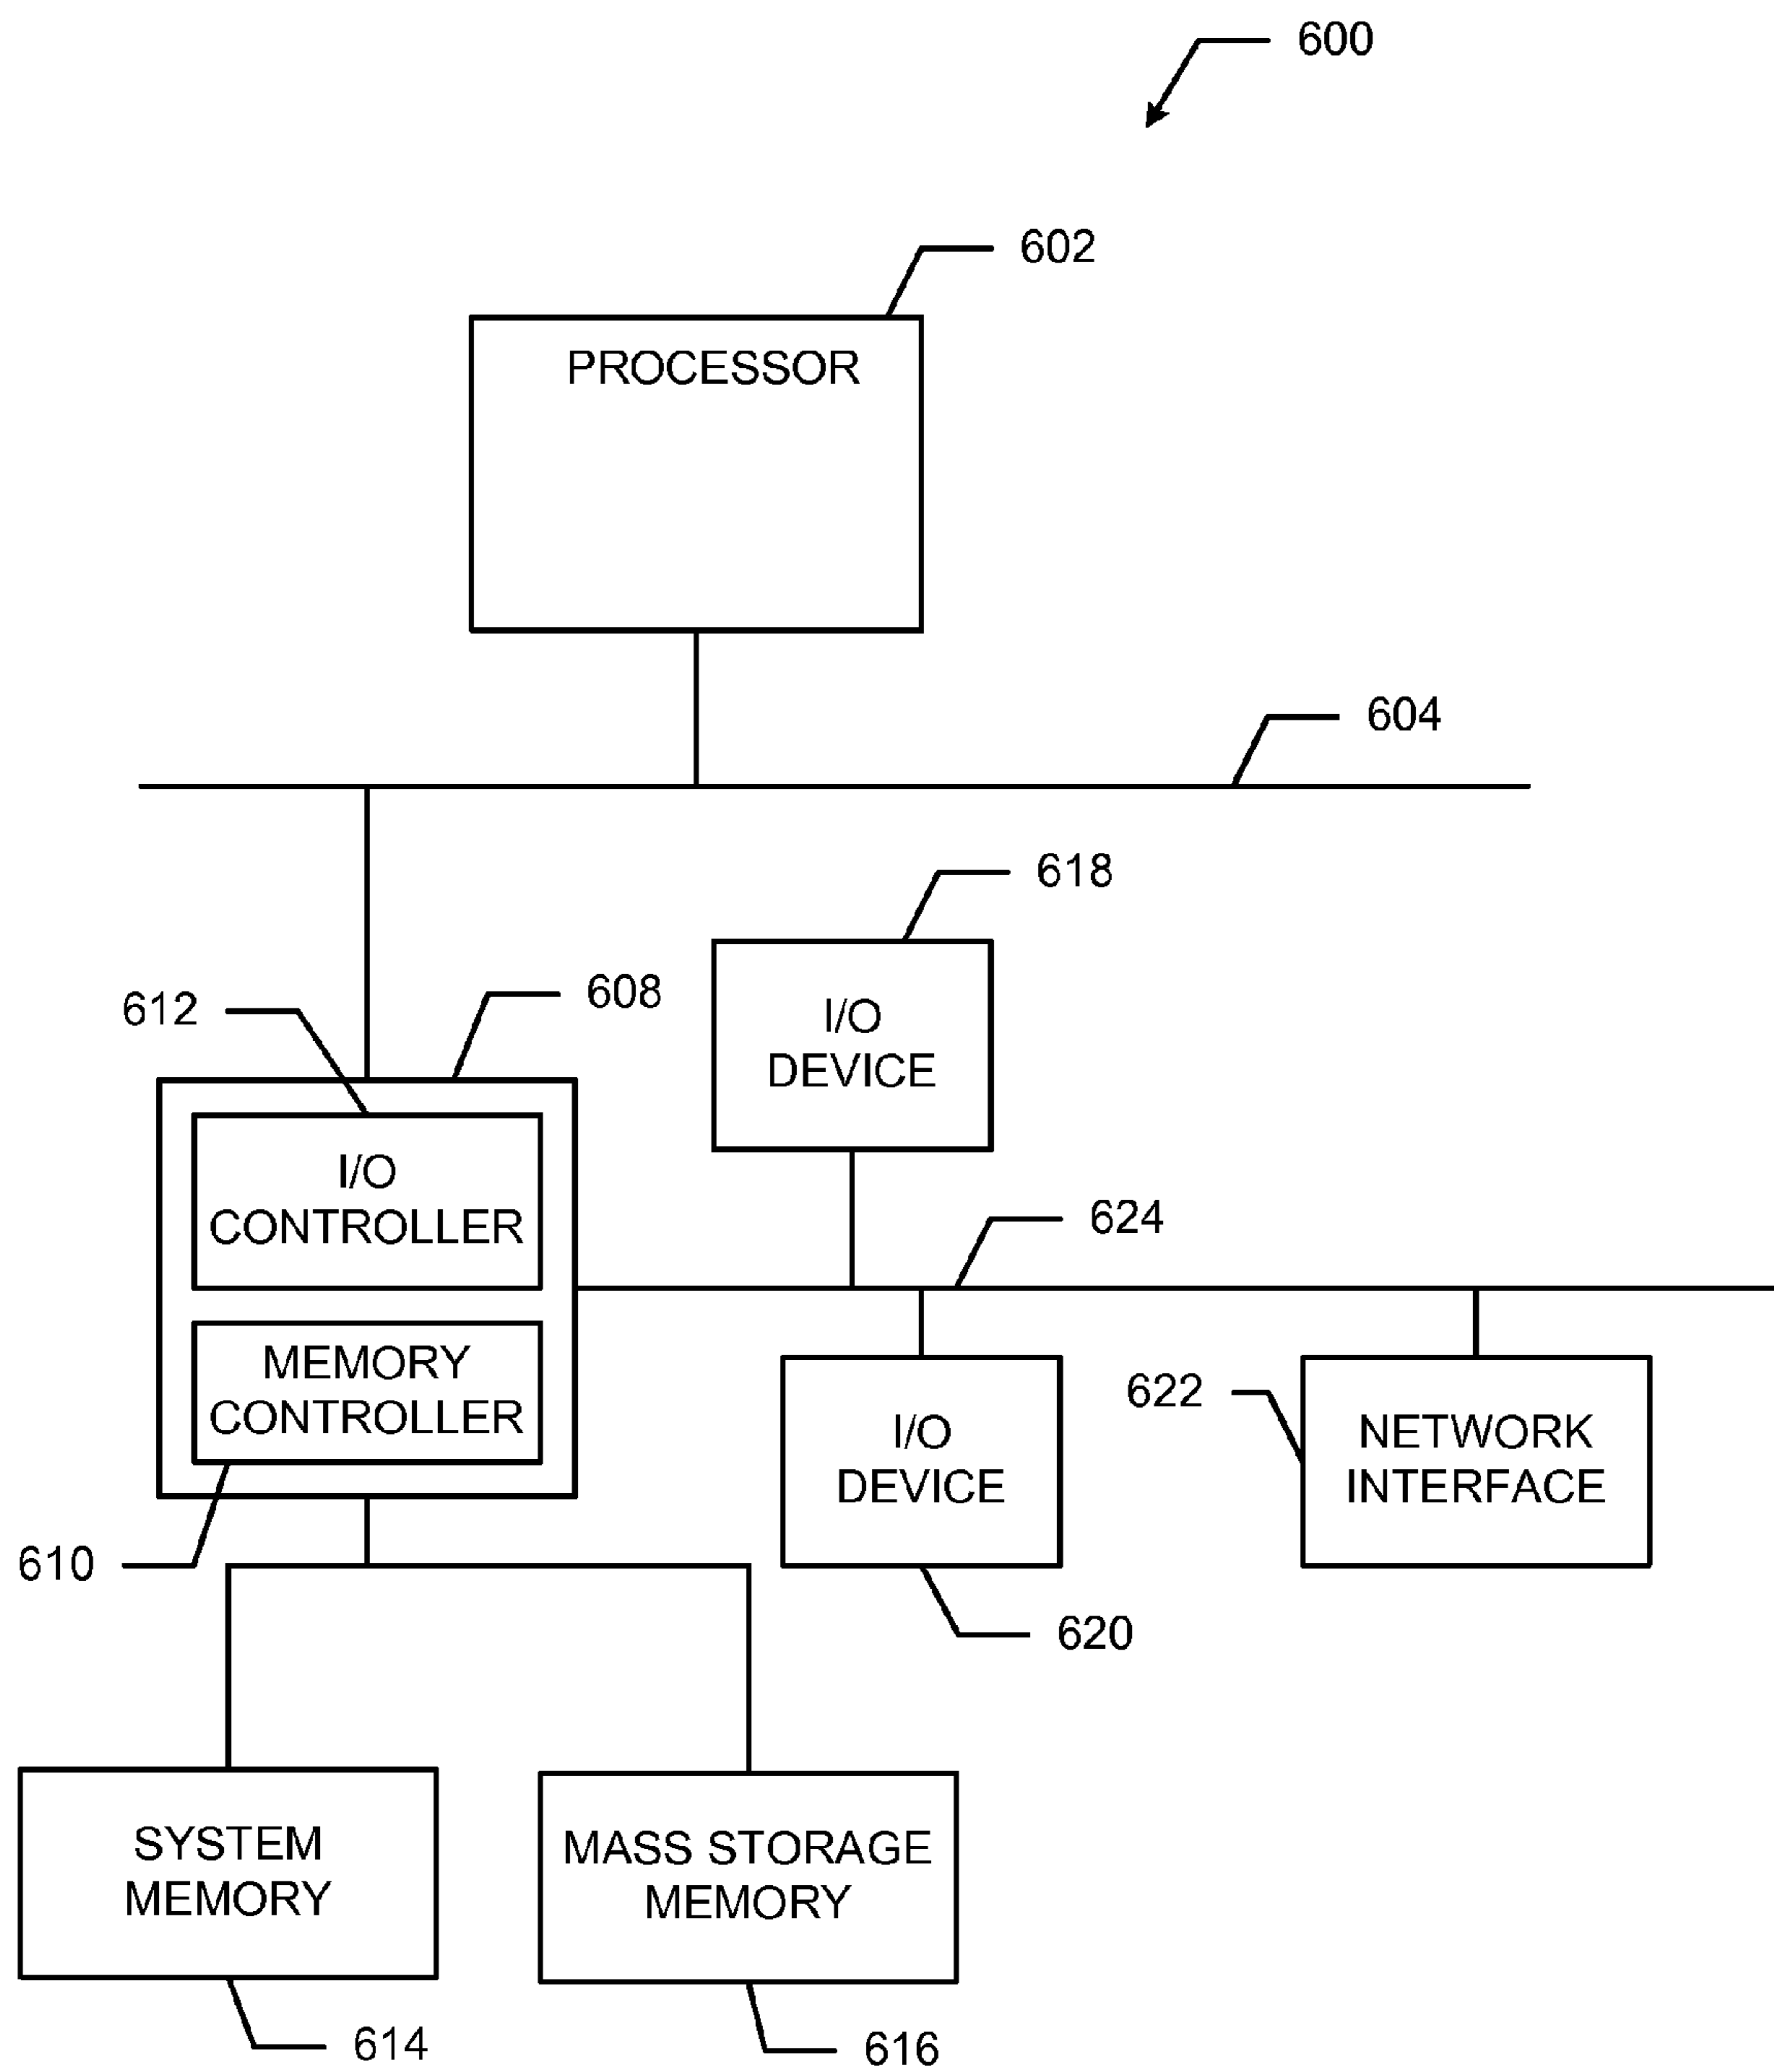 600
602
PROCESSOR
604
618
I/O
DEVICE
608
612
I/O
CONTROLLER
624
MEMORY
CONTROLLER
622
I/O
DEVICE
NETWORK
INTERFACE
610
620
SYSTEM
MEMORY
MASS STORAGE
MEMORY
614
616